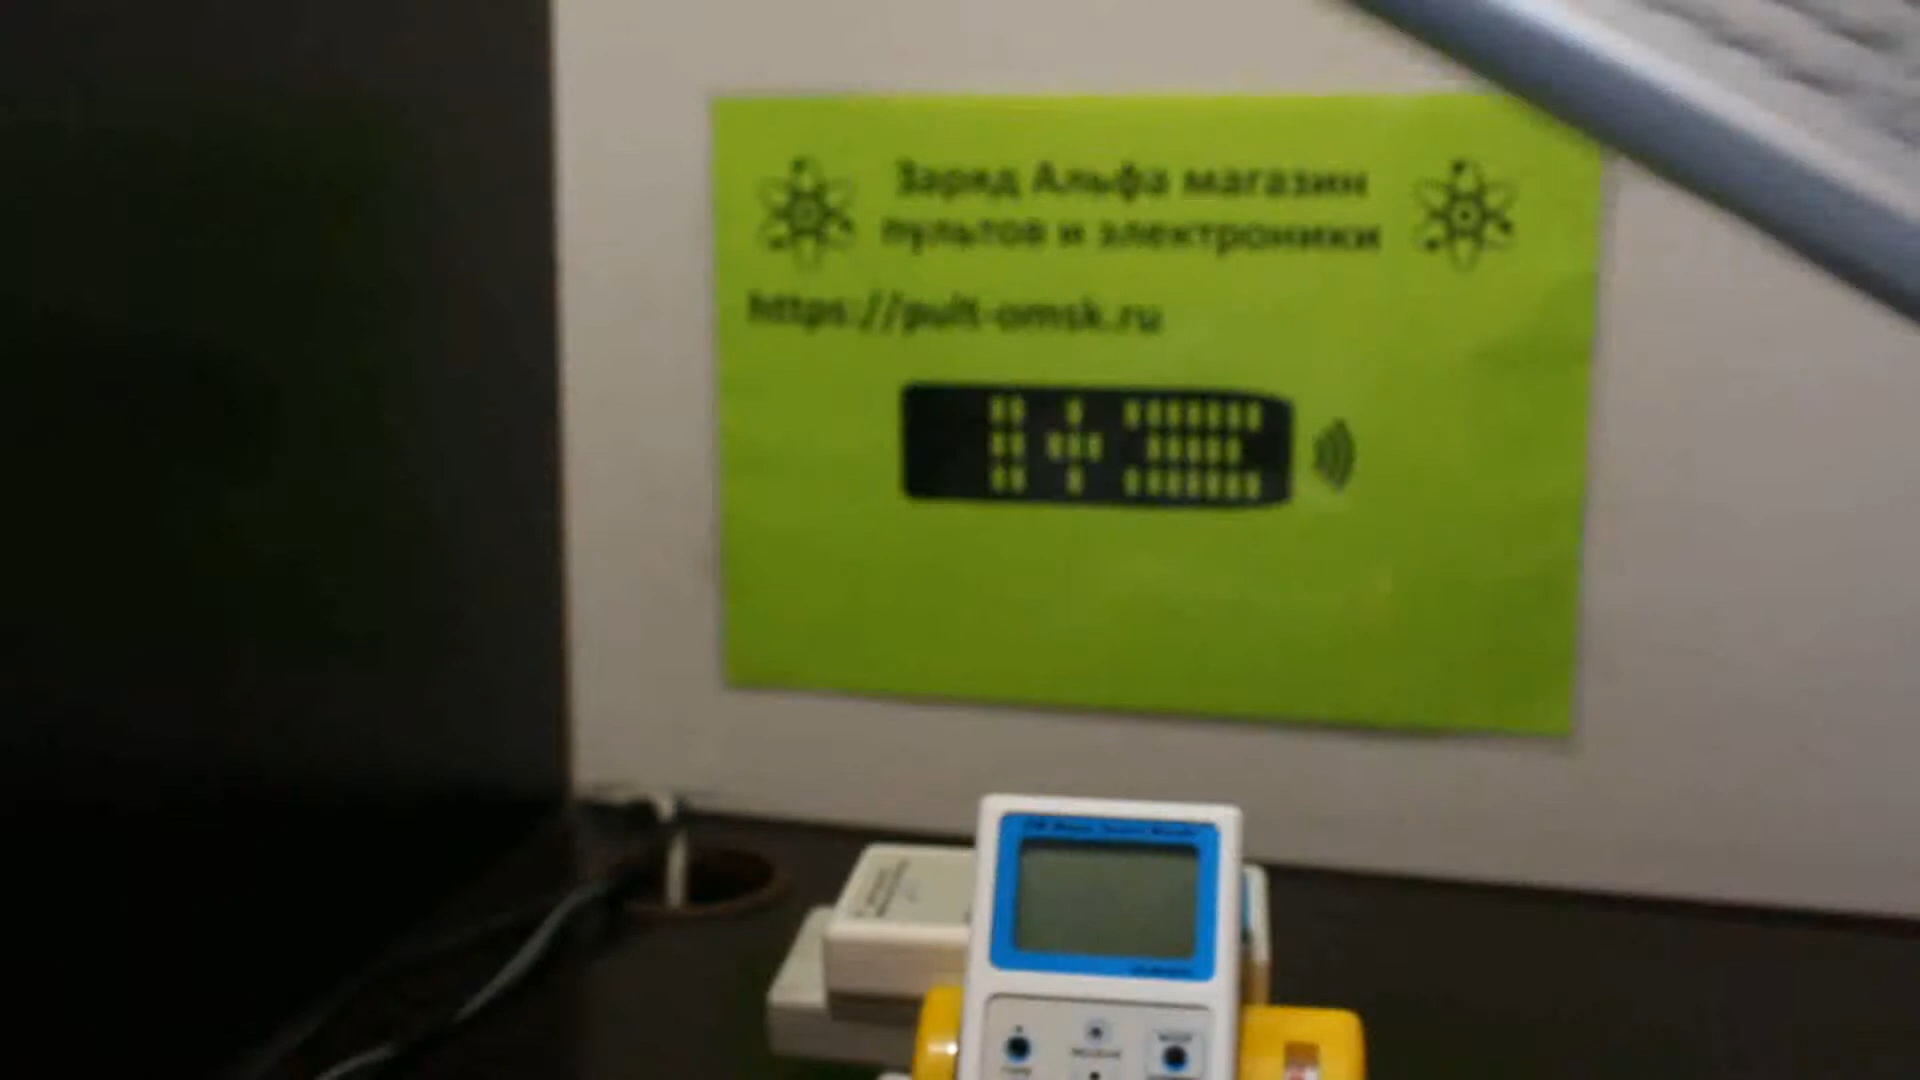 Заряд Альфа магазин
пультов и электроники
https://pult-omsk.ru